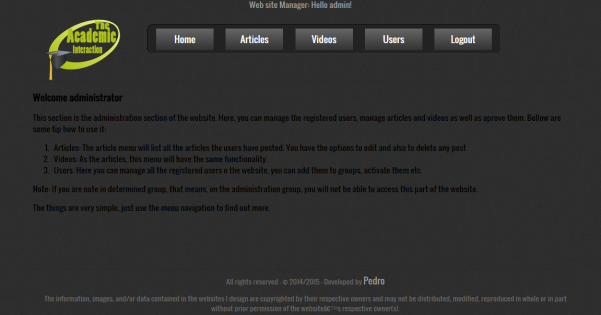 Web site Manager: Hello admin!
The
Academic
Interaction
Home
Articles
Videos
Users
Logout
Welcome administrator
This section is the administration section of the website. Here, you can manage the registered users, manage articles and videos as well as aprove them. Bellow are
some tip how to use it:
1. Articles: The article menu will list all the articles the users have posted. You have the options to edit and also to delete any post
2. Videos: As the articles, this menu will have the same functionality.
3. Users: Here you can manage all the registered users n the website, you can add them to groups, activate them etc.
Note: If you are note in determined group, that means, on the administration group, you will not be able to access this part of the website.
The things are very simple, just use the menu navigation to find out more.
All rights reserved - © 2014/2015 - Developed by Pedro
The information, images, and/or data contained in the websites I design are copyrighted by their respective owners and may not be distributed, modified, reproduced in whole or in part
without prior permission of the websiteâ€™s respective owner(s).